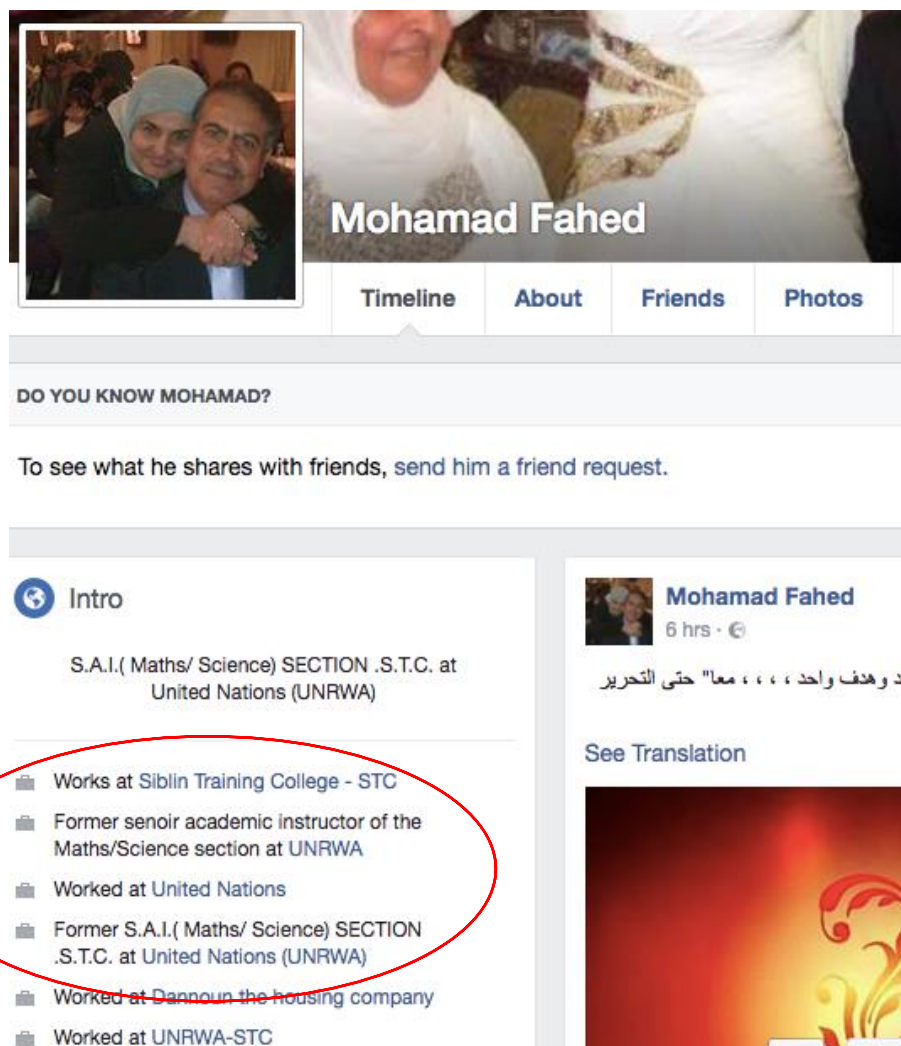 Mohamad Fahed
Timeline
About
Friends
Photos
DO YOU KNOW MOHAMAD?
To see what he shares with friends, send him a friend request.
Intro
S.A.I.( Maths/ Science) SECTION .S.T.C. at
United Nations (UNRWA)
Works at Siblin Training College - STC
Former senoir academic instructor of the
Maths/Science section at UNRWA
Worked at United Nations
Former S.A.I.( Maths/ Science) SECTION
.S.T.C. at United Nations (UNRWA)
Worked at Dannoun the housing company
Worked at UNRWA-STC
Mohamad Fahed
6 hrs ·
د وهدف واحد ، ، ، ، معا" حتى التحرير
See Translation